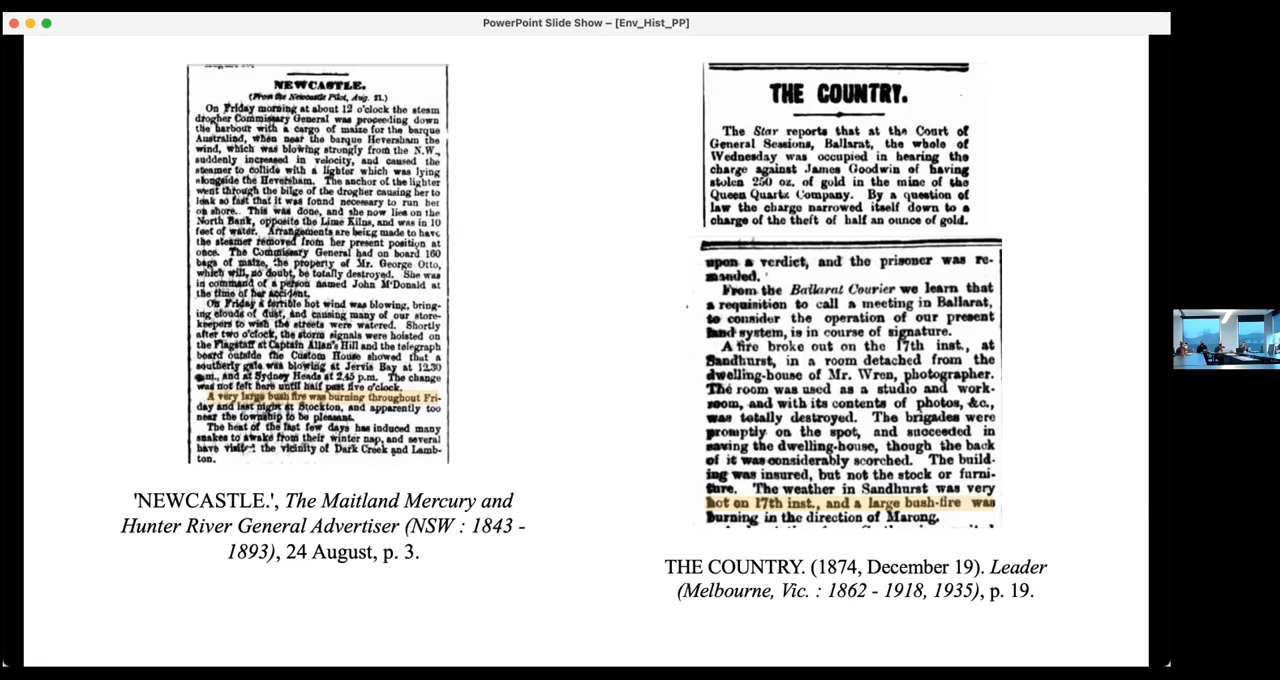 PowerPoint Slide Show – [Env_Hist_PP]
NEWCASTLE.
(From the Newcastle Pilot, Aug. 21.)
On Friday morning at about 12 o'clock the steam
drogher Commissary General was proceeding down
the harbour with a cargo of maize for the barque
Australind, when near the barque Heversham the
wind, which was blowing strongly from the N.W.,
suddenly increased in velocity, and caused the
steamer to collide with a lighter which was lying
alongside the Heversham. The anchor of the lighter
went through the bilge of the drogher causing her to
leak so fast that it was found necessary to run her
on shore. This was done, and she now lies on the
North Bank, opposite the Lime Kilns, and was in 10
feet of water. Arrangements are being made to have
the steamer removed from her present position at
once. The Commissary General had on board 160
bags of maize, the property of Mr. George Otto,
which will, no doubt, be totally destroyed. She was
in command of a person named John M'Donald at
the time of her accident.
On Friday a terrible hot wind was blowing, bring-
ing clouds of dust, and causing many of our store-
keepers to wish the streets were watered. Shortly
after two o'clock, the storm signals were hoisted on
the Flagstaff at Captain Allan's Hill and the telegraph
board outside the Custom House showed that a
southerly gale was blowing at Jervis Bay at 12.30
p.m., and at Sydney Heads at 2.45 p.m. The change
was not felt here until half past five o'clock.
A very large bush fire was burning throughout Fri-
day and last night at Stockton, and apparently too
near the township to be pleasant.
The heat of the last few days has induced many
snakes to awake from their winter nap, and several
have visited the vicinity of Dark Creek and Lamb-
ton.
'NEWCASTLE.', The Maitland Mercury and
Hunter River General Advertiser (NSW : 1843 -
1893), 24 August, p. 3.
THE COUNTRY.
The Star reports that at the Court of
General Sessions, Ballarat, the whole of
Wednesday was occupied in hearing the
charge against James Goodwin of having
stolen 250 oz. of gold in the mine of the
Queen Quartz Company. By a question of
law the charge narrowed itself down to a
charge of the theft of half an ounce of gold.
upon a verdict, and the prisoner was re-
manded.
From the Ballarat Courier we learn that
a requisition to call a meeting in Ballarat,
to consider the operation of our present
land system, is in course of signature.
A fire broke out on the 17th inst., at
Sandhurst, in a room detached from the
dwelling-house of Mr. Wren, photographer.
The room was used as a studio and work-
room, and with its contents of photos, &c.,
was totally destroyed. The brigades were
promptly on the spot, and succeeded in
saving the dwelling-house, though the back
of it was considerably scorched. The build-
ing was insured, but not the stock or furni-
ture. The weather in Sandhurst was very
hot on 17th inst., and a large bush-fire was
burning in the direction of Marong.
THE COUNTRY. (1874, December 19). Leader
(Melbourne, Vic. : 1862 - 1918, 1935), p. 19.